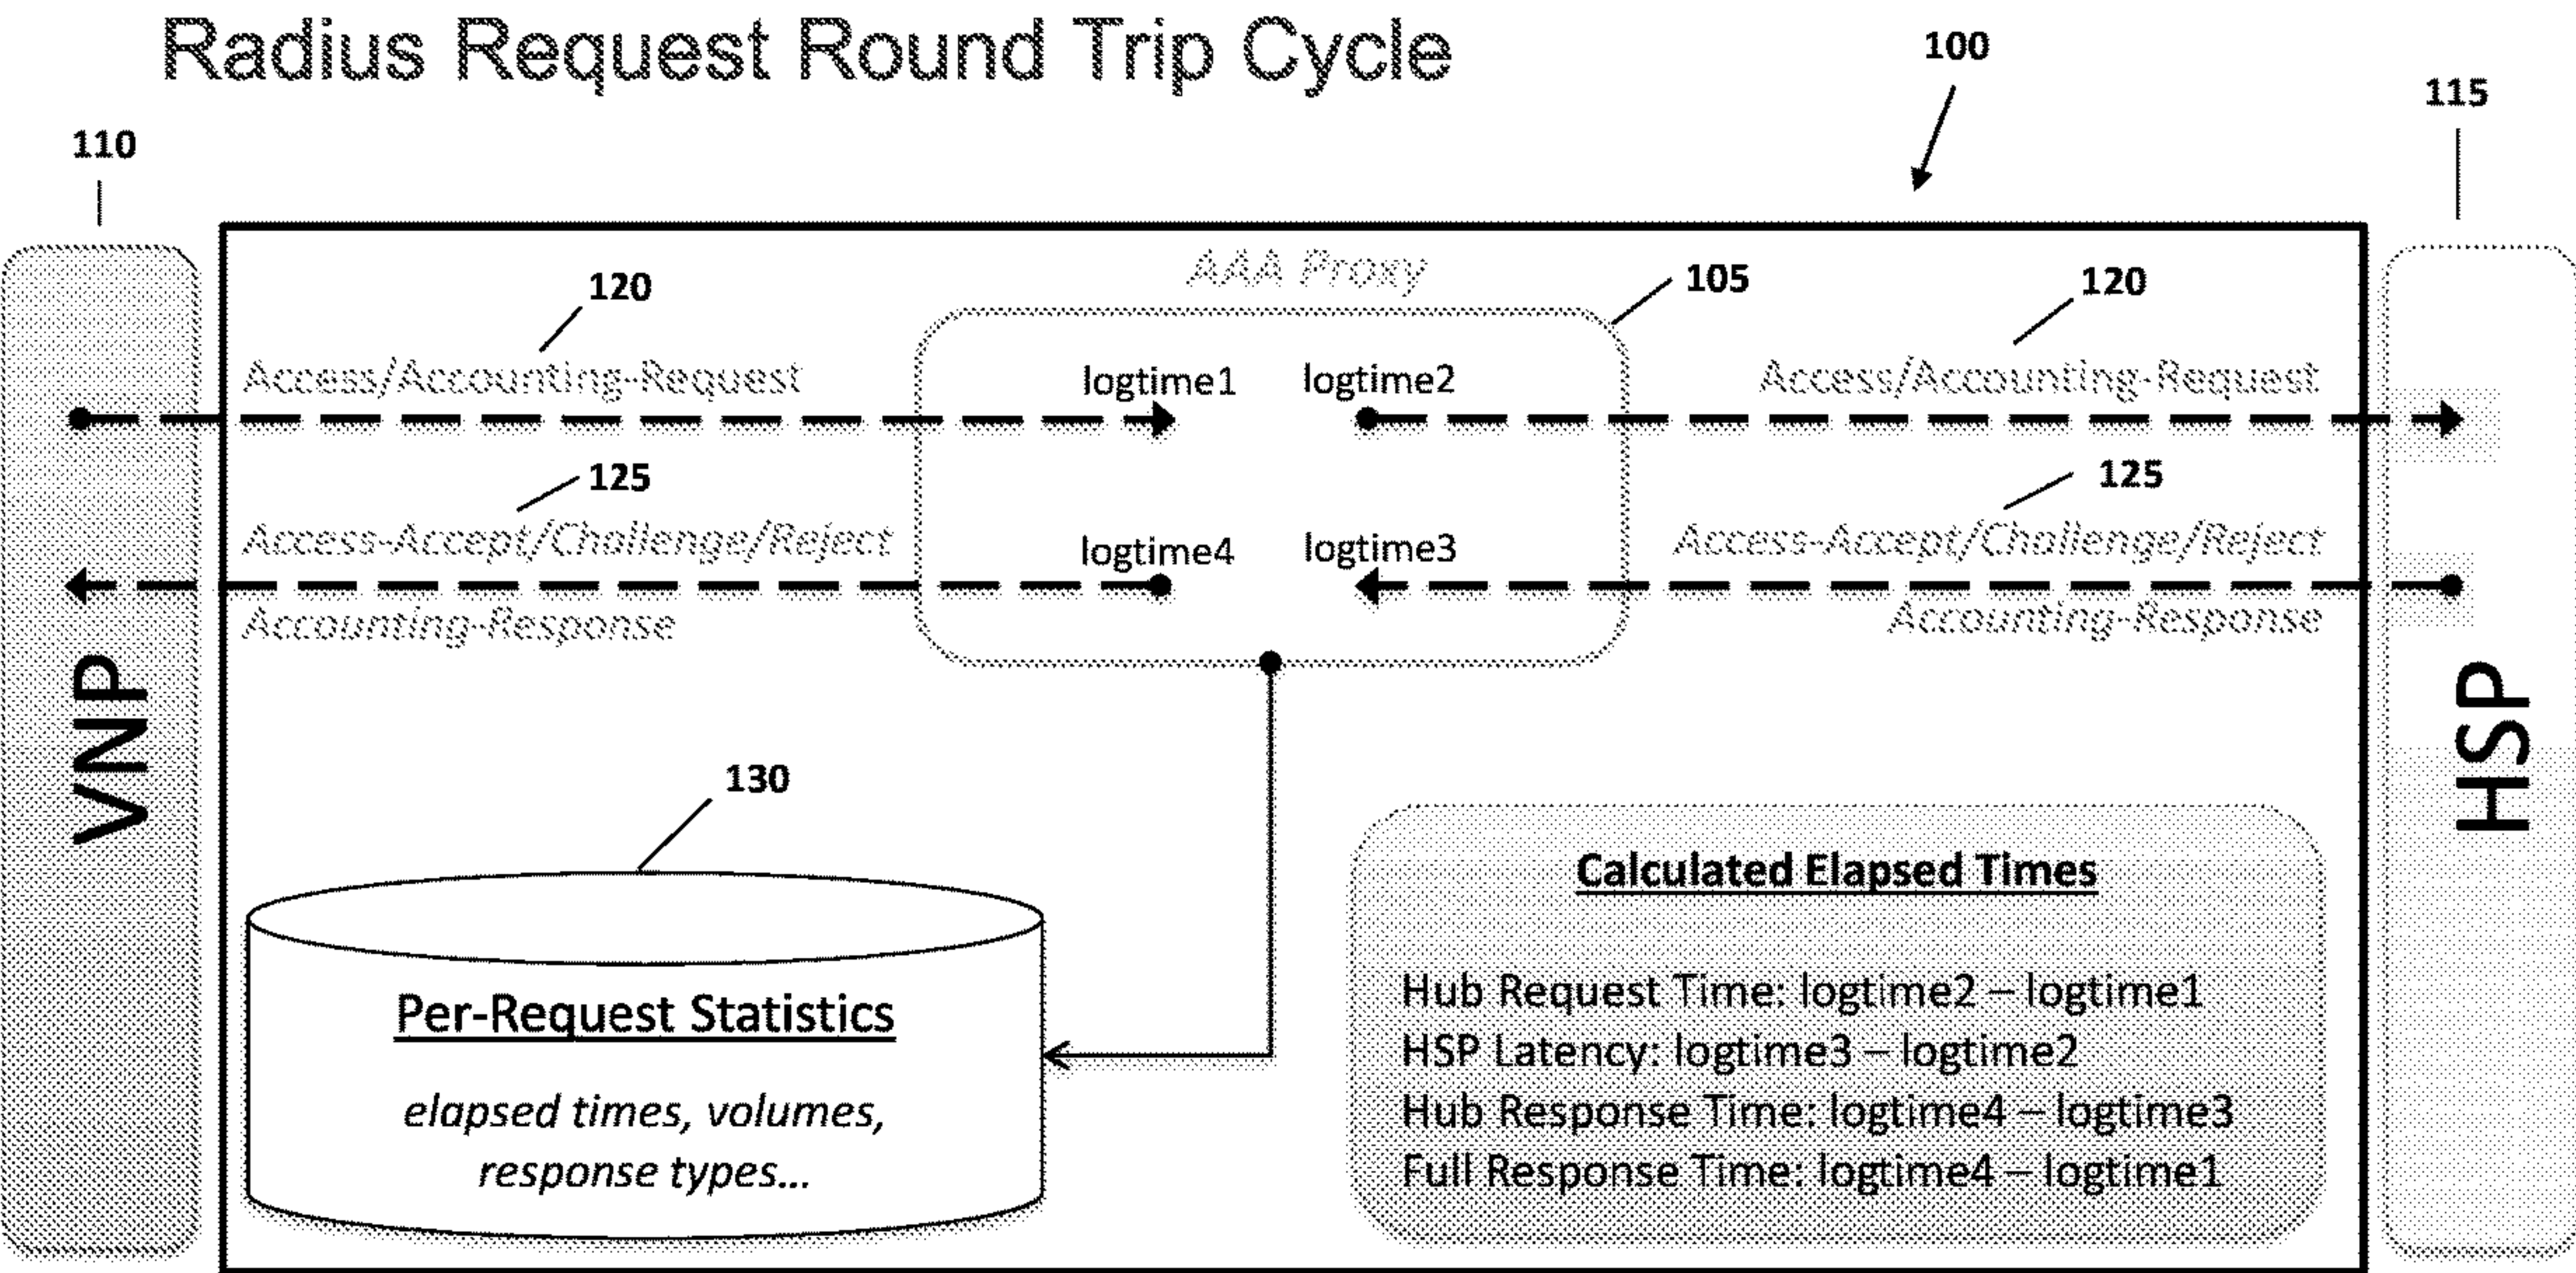 Radius Request Round Trip Cycle
100
115
110
AAA Proxy
120
105
120
Access/Accounting-Request
logtime1
logtime2
Access/Accounting-Request
125
125
Access-Accept/Challenge/Reject
logtime4
logtime3
Access-Accept/Challenge/Reject
Accounting-Response
Accounting-Response
VNP
HSP
130
Per-Request Statistics
elapsed times, volumes,
response types...
Calculated Elapsed Times
Hub Request Time: logtime2 – logtime1
HSP Latency: logtime3 – logtime2
Hub Response Time: logtime4 – logtime3
Full Response Time: logtime4 – logtime1